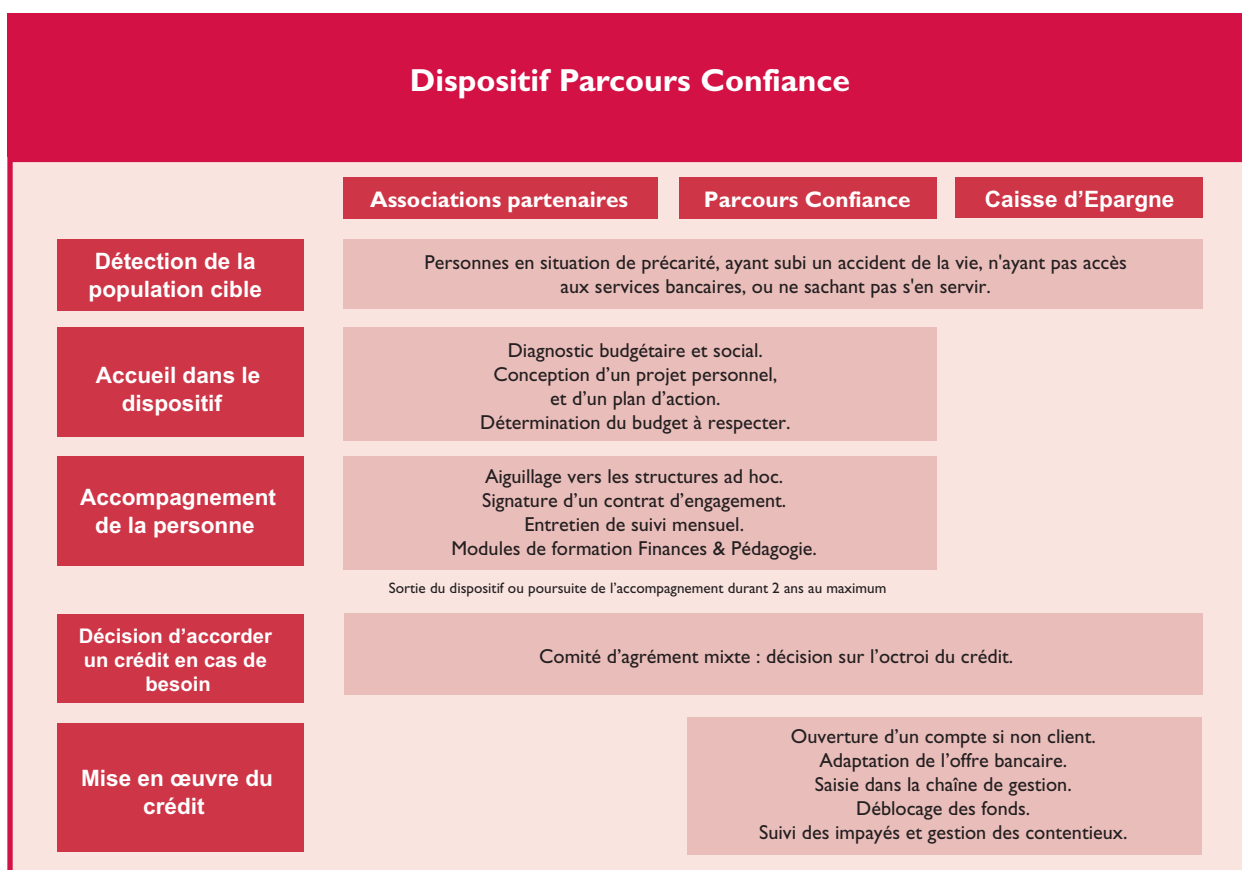 Dispositif Parcours Confiance
Associations partenaires
Parcours Confiance
Caisse d’Epargne
Détection de la
population cible
Personnes en situation de précarité, ayant subi un accident de la vie, n'ayant pas accès
aux services bancaires, ou ne sachant pas s'en servir.
Accueil dans le
dispositif
Diagnostic budgétaire et social.
Conception d’un projet personnel,
et d’un plan d’action.
Détermination du budget à respecter.
Accompagnement
de la personne
Aiguillage vers les structures ad hoc.
Signature d’un contrat d’engagement.
Entretien de suivi mensuel.
Modules de formation Finances & Pédagogie.
Sortie du dispositif ou poursuite de l’accompagnement durant 2 ans au maximum
Décision d’accorder
un crédit en cas de
besoin
Comité d’agrément mixte : décision sur l’octroi du crédit.
Mise en œuvre du
crédit
Ouverture d’un compte si non client.
Adaptation de l’offre bancaire.
Saisie dans la chaîne de gestion.
Déblocage des fonds.
Suivi des impayés et gestion des contentieux.